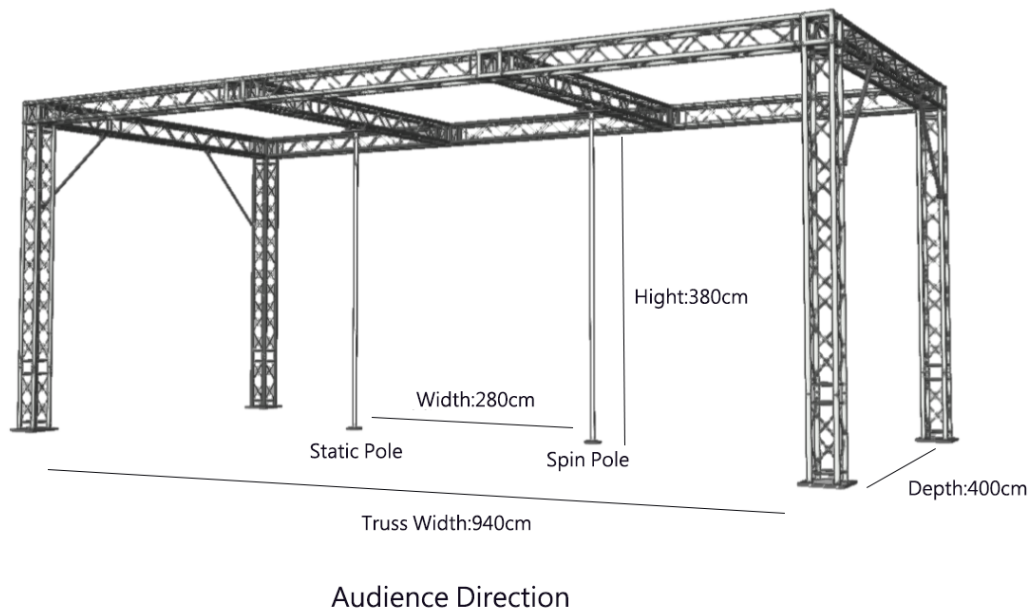 Hight:380cm
Width:280cm
Static Pole
Spin Pole
Depth:400cm
Truss Width:940cm
Audience Direction